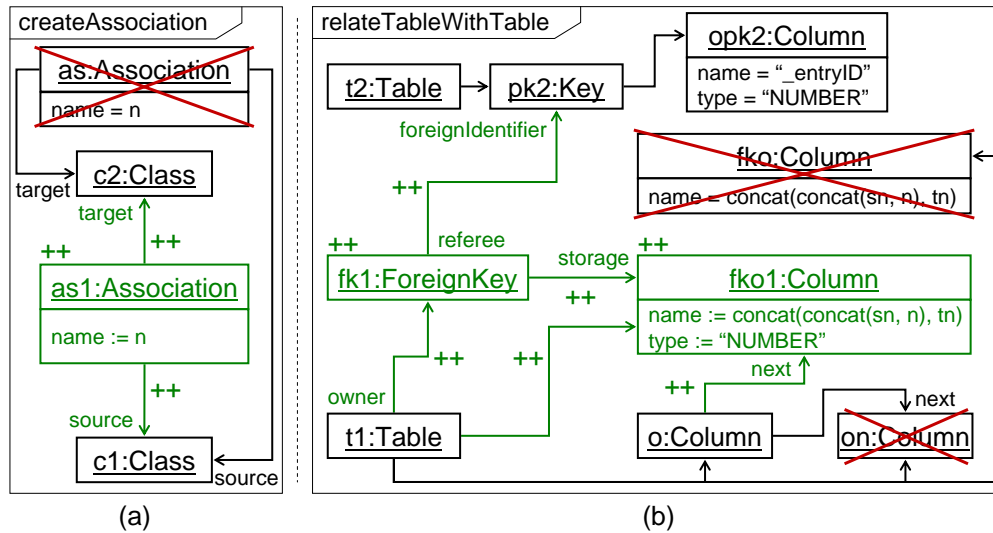 createAssociation
as:Association
name = n
target
c2:Class
target
++
++
as1:Association
name := n
++
source
c1:Class
source
(a)
relateTableWithTable
t2:Table
pk2:Key
opk2:Column
name = “_entryID”
type = “NUMBER”
foreignIdentifier
fko:Column
name = concat(concat(sn, n), tn)
++
++
referee
++
fk1:ForeignKey
storage
++
fko1:Column
name := concat(concat(sn, n), tn)
type := “NUMBER”
++
++
++
next
owner
next
t1:Table
o:Column
on:Column
(b)